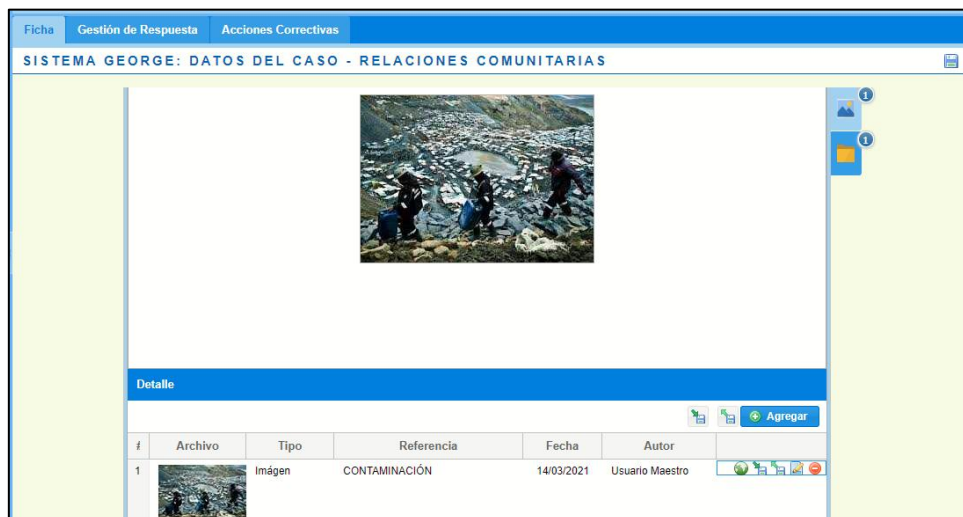 Ficha Gestión de Respuesta Acciones Correctivas
SISTEMA GEORGE: DATOS DEL CASO - RELACIONES COMUNITARIAS
1
1
Detalle
Agregar
# Archivo Tipo Referencia Fecha Autor
1 Imágen CONTAMINACIÓN 14/03/2021 Usuario Maestro